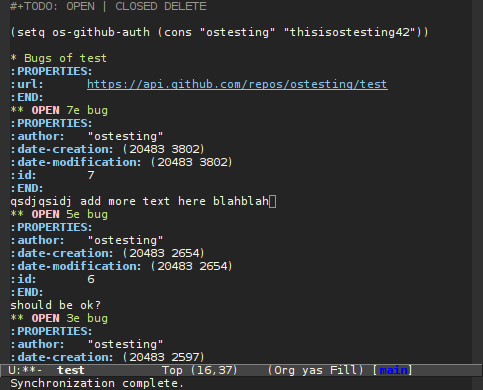 #+TODO: OPEN | CLOSED DELETE
(setq os-github-auth (cons "ostesting" "thisisostesting42"))
* Bugs of test
:PROPERTIES:
:url: https://api.github.com/repos/ostesting/test
:END:
** OPEN 7e bug
:PROPERTIES:
:author: "ostesting"
:date-creation: (20483 3802)
:date-modification: (20483 3802)
:id: 7
:END:
qsdjqsidj add more text here blahblah
** OPEN 5e bug
:PROPERTIES:
:author: "ostesting"
:date-creation: (20483 2654)
:date-modification: (20483 2654)
:id: 6
:END:
should be ok?
** OPEN 3e bug
:PROPERTIES:
:author: "ostesting"
:date-creation: (20483 2597)
U:**- test Top (16,37) (Org yas Fill) [main]
Synchronization complete.